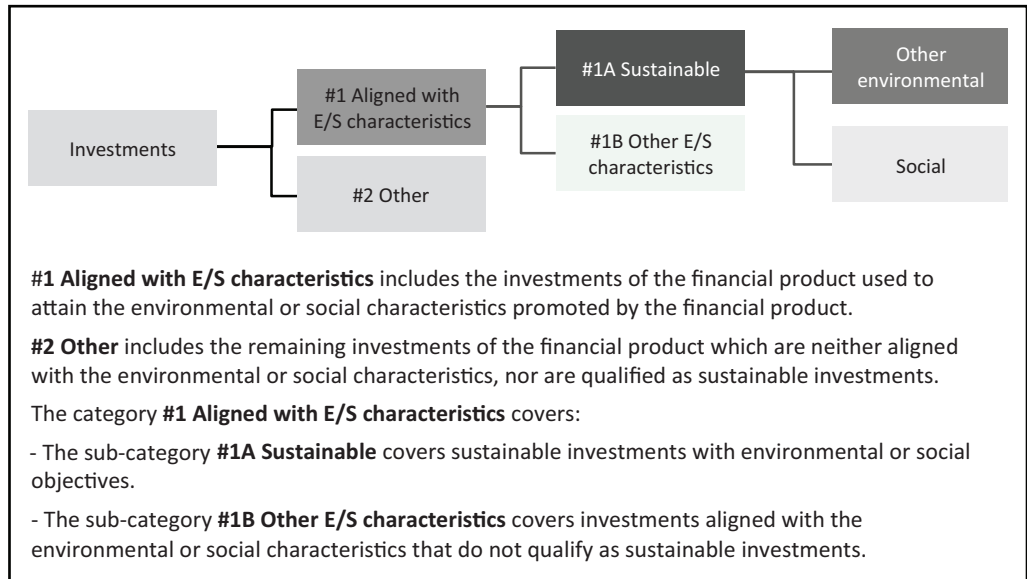 Investments
#1 Aligned with
E/S characteristics
#2 Other
#1A Sustainable
#1B Other E/S
characteristics
Other
environmental
Social
#1 Aligned with E/S characteristics includes the investments of the financial product used to
attain the environmental or social characteristics promoted by the financial product.
#2 Other includes the remaining investments of the financial product which are neither aligned
with the environmental or social characteristics, nor are qualified as sustainable investments.
The category #1 Aligned with E/S characteristics covers:
- The sub-category #1A Sustainable covers sustainable investments with environmental or social
objectives.
- The sub-category #1B Other E/S characteristics covers investments aligned with the
environmental or social characteristics that do not qualify as sustainable investments.